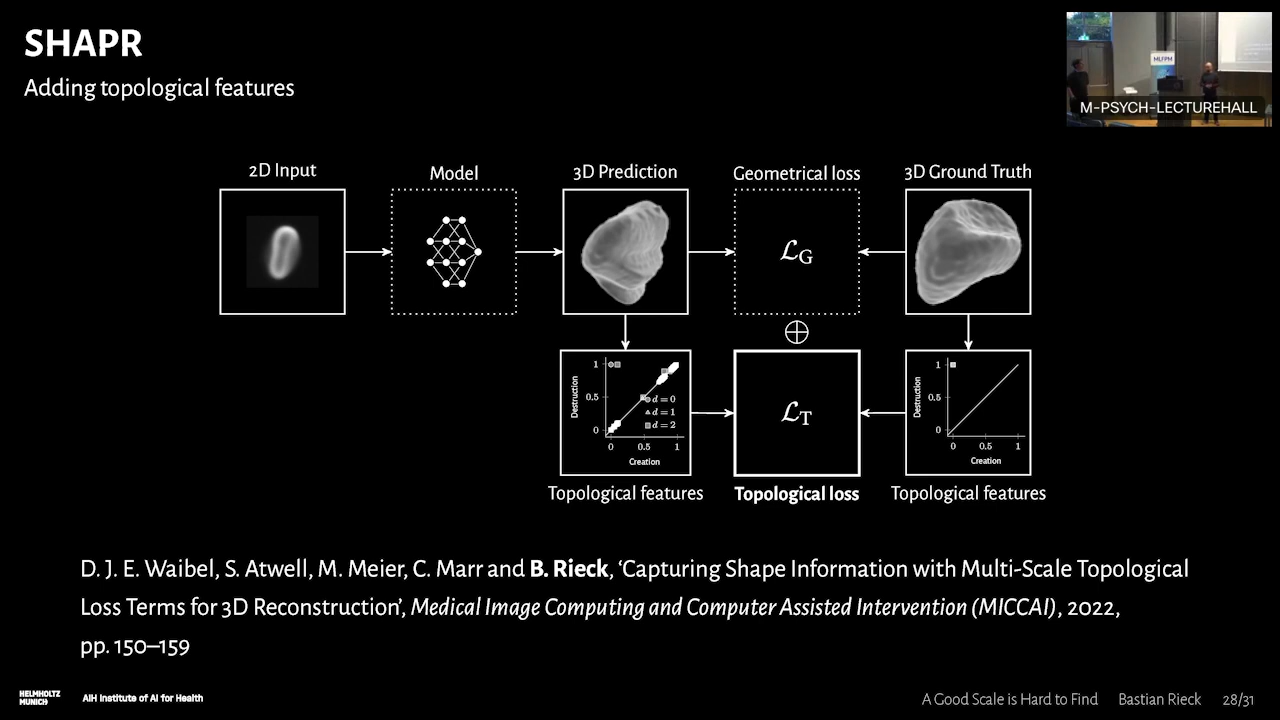 SHAPR
Adding topological features
MLFPM
M-PSYCH-LECTUREHALL
2D Input
Model
3D Prediction
Geometrical loss
3D Ground Truth
ℒG
⊕
1
0.5
0
Destruction
d = 0
d = 1
d = 2
0 0.5 1
Creation
ℒT
1
0.5
0
Destruction
0 0.5 1
Creation
Topological features
Topological loss
Topological features
D. J. E. Waibel, S. Atwell, M. Meier, C. Marr and B. Rieck, ‘Capturing Shape Information with Multi-Scale Topological
Loss Terms for 3D Reconstruction’, Medical Image Computing and Computer Assisted Intervention (MICCAI), 2022,
pp. 150–159
HELMHOLTZ
MUNICH
AIH Institute of AI for Health
A Good Scale is Hard to Find Bastian Rieck 28/31